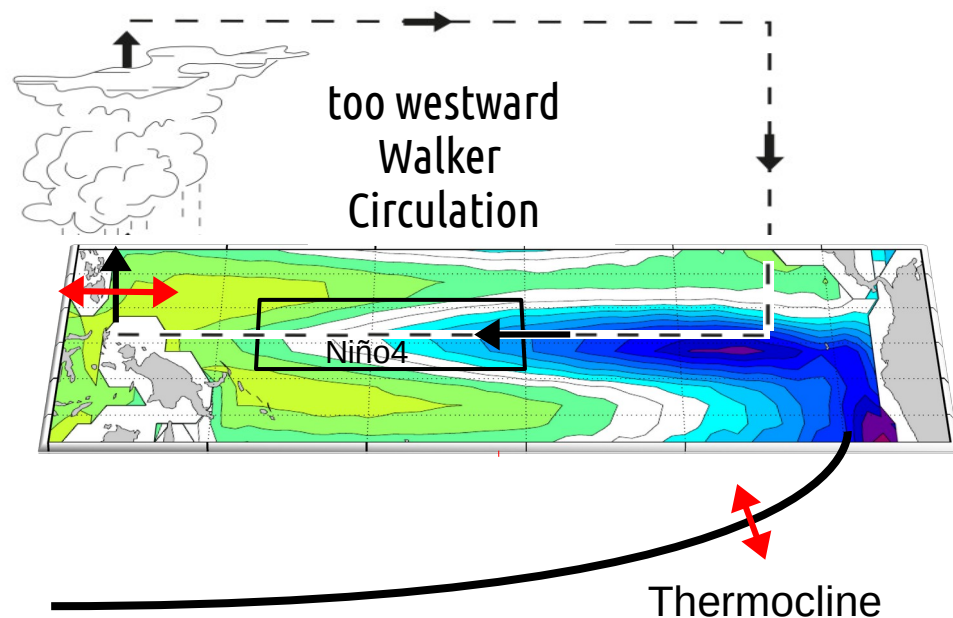 too westward
Walker
Circulation
Niño4
Thermocline